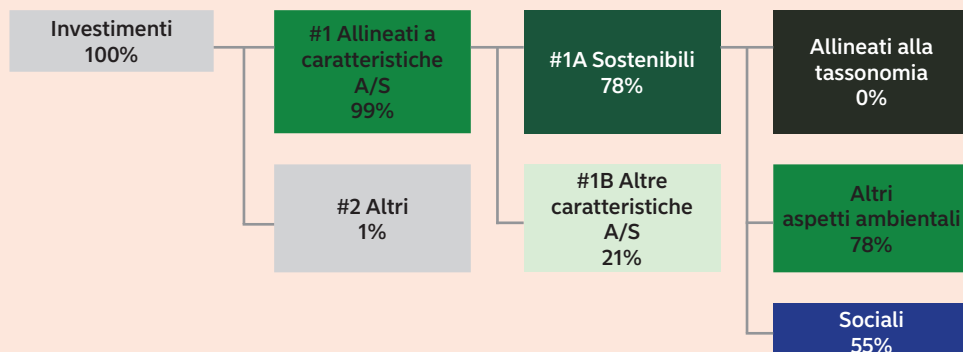 Investimenti
100%
#1 Allineati a
caratteristiche
A/S
99%
#1A Sostenibili
78%
Allineati alla
tassonomia
0%
#2 Altri
1%
#1B Altre
caratteristiche
A/S
21%
Altri
aspetti ambientali
78%
Sociali
55%